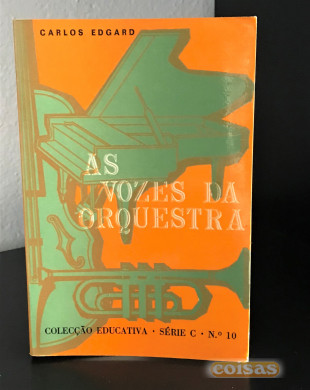 CARLOS EDGARD
AS
VOZES DA
ORQUESTRA
COLECÇÃO EDUCATIVA · SÉRIE C · N.º 10
coisas